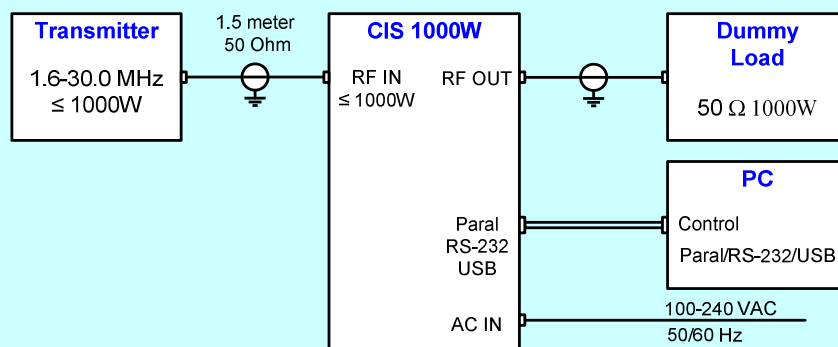 Transmitter
1.6-30.0 MHz
≤ 1000W
1.5 meter
50 Ohm
CIS 1000W
RF IN
≤ 1000W
RF OUT
Paral
RS-232
USB
AC IN
Dummy
Load
50 Ω 1000W
PC
Control
Paral/RS-232/USB
100-240 VAC
50/60 Hz